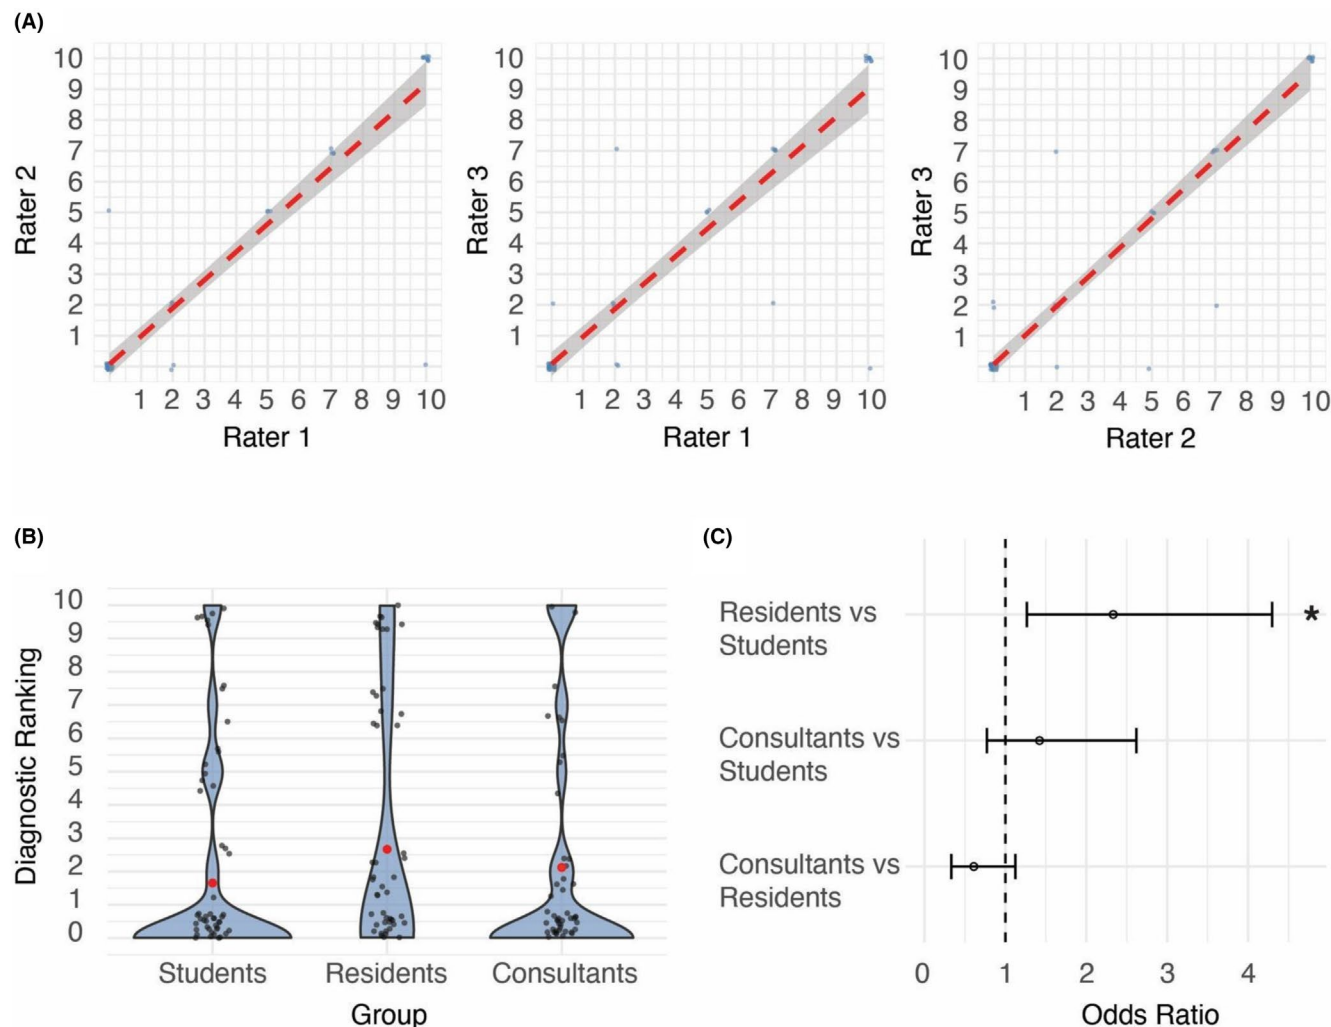 (A)
10
9
8
7
6
5
4
3
2
1
Rater 2
1 2 3 4 5 6 7 8 9 10
Rater 1
10
9
8
7
6
5
4
3
2
1
Rater 3
1 2 3 4 5 6 7 8 9 10
Rater 1
10
9
8
7
6
5
4
3
2
1
Rater 3
1 2 3 4 5 6 7 8 9 10
Rater 2
(B)
10
9
8
7
6
5
4
3
2
1
0
Diagnostic Ranking
Students Residents Consultants
Group
(C)
Residents vs
Students
*
Consultants vs
Students
Consultants vs
Residents
0 1 2 3 4
Odds Ratio